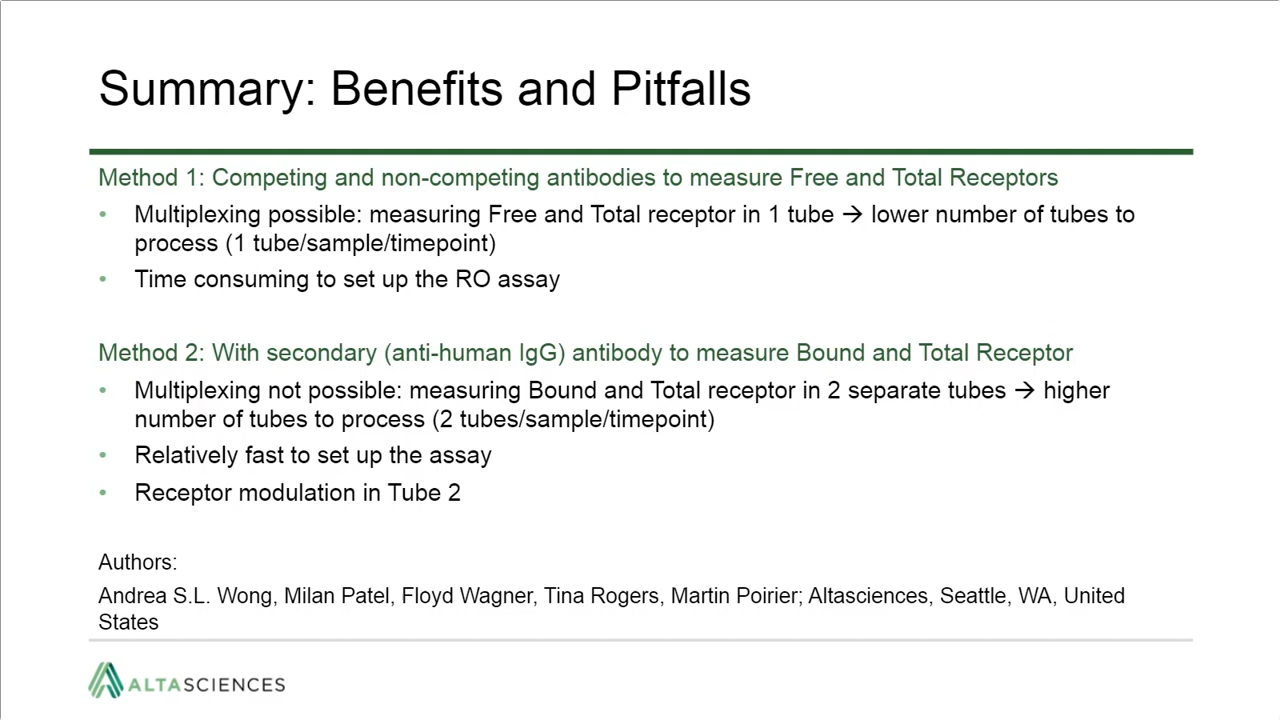 Summary: Benefits and Pitfalls
Method 1: Competing and non-competing antibodies to measure Free and Total Receptors
• Multiplexing possible: measuring Free and Total receptor in 1 tube → lower number of tubes to
process (1 tube/sample/timepoint)
• Time consuming to set up the RO assay
Method 2: With secondary (anti-human IgG) antibody to measure Bound and Total Receptor
• Multiplexing not possible: measuring Bound and Total receptor in 2 separate tubes → higher
number of tubes to process (2 tubes/sample/timepoint)
• Relatively fast to set up the assay
• Receptor modulation in Tube 2
Authors:
Andrea S.L. Wong, Milan Patel, Floyd Wagner, Tina Rogers, Martin Poirier; Altasciences, Seattle, WA, United
States
ALTASCIENCES